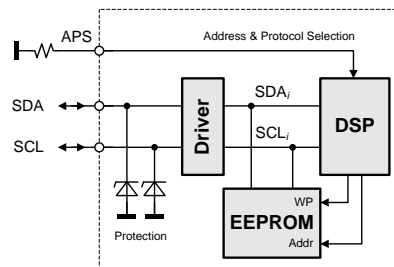 APS
Address & Protocol Selection
SDA
SDAi
SCL
SCLi
Driver
DSP
WP
EEPROM
Addr
Protection